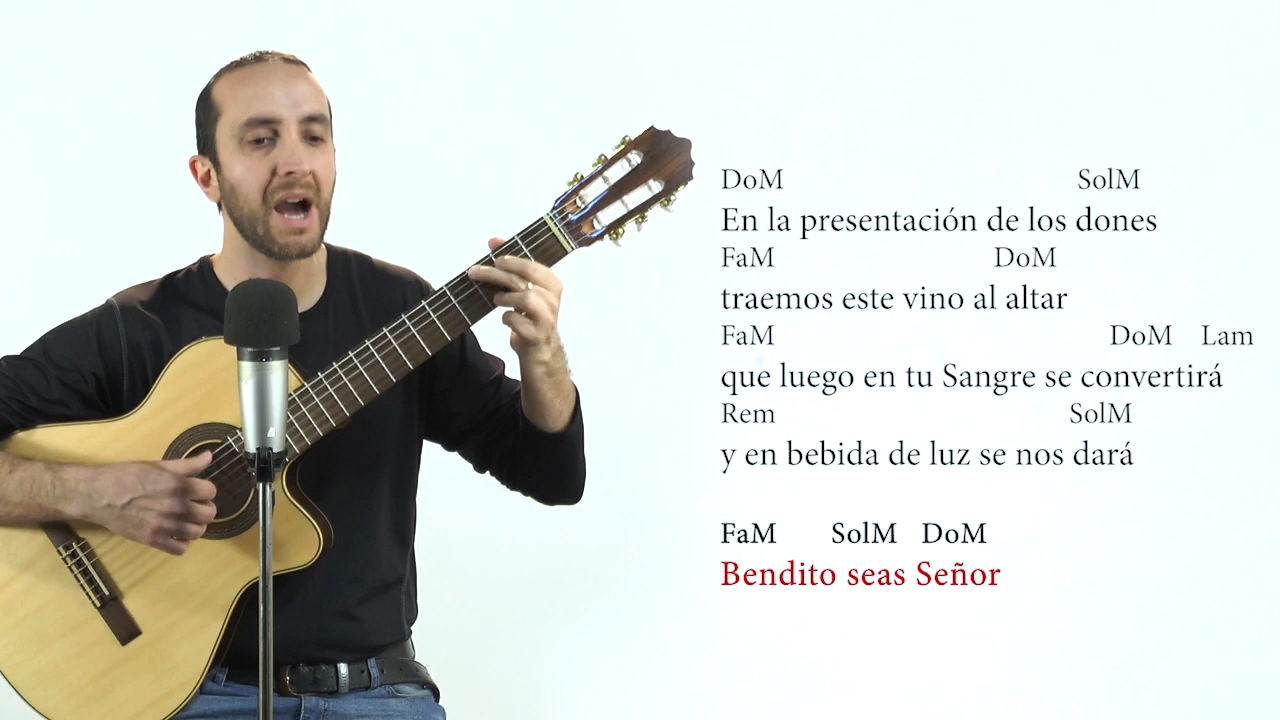 DoM SolM
En la presentación de los dones
FaM DoM
traemos este vino al altar
FaM DoM Lam
que luego en tu Sangre se convertirá
Rem SolM
y en bebida de luz se nos dará
FaM SolM DoM
Bendito seas Señor